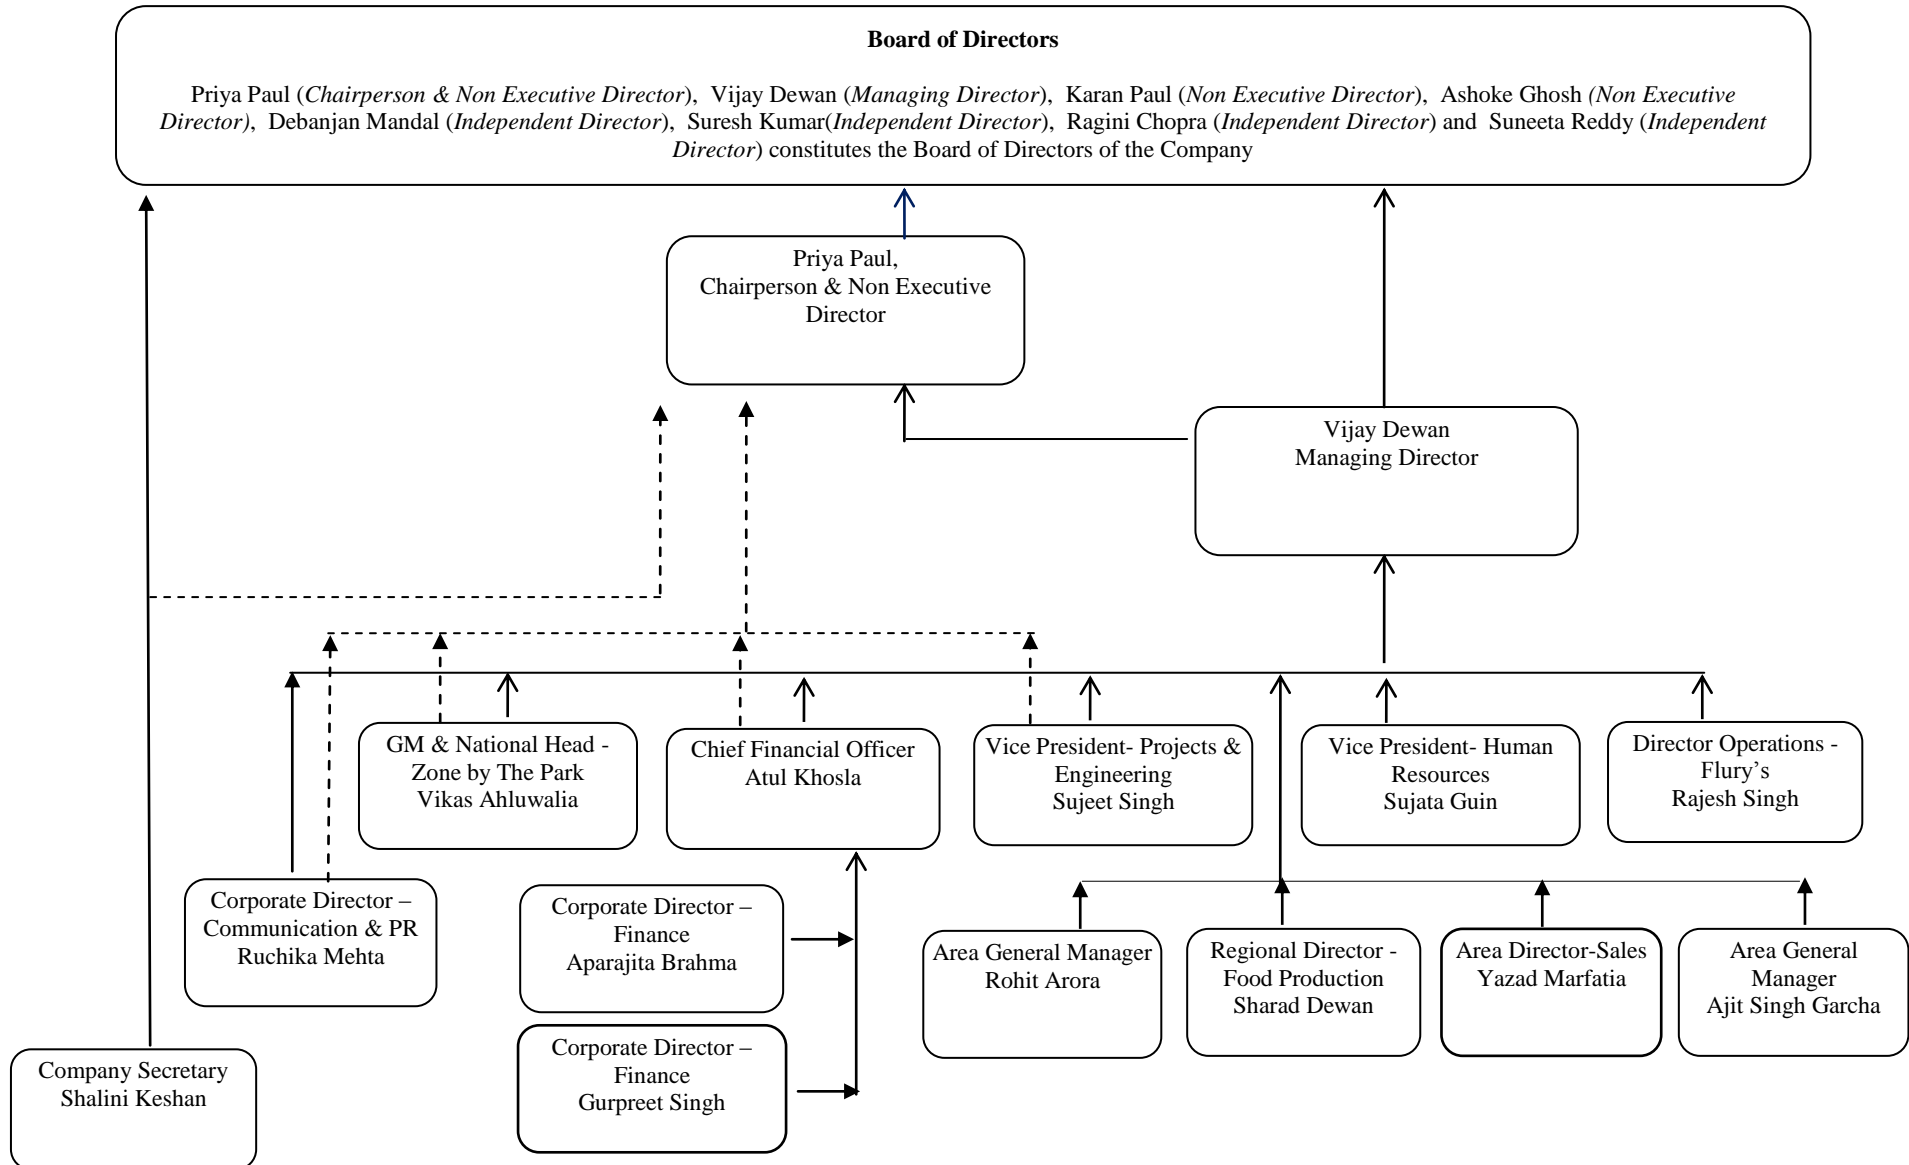 Board of Directors
Priya Paul (Chairperson & Non Executive Director), Vijay Dewan (Managing Director), Karan Paul (Non Executive Director), Ashoke Ghosh (Non Executive
Director), Debanjan Mandal (Independent Director), Suresh Kumar(Independent Director), Ragini Chopra (Independent Director) and Suneeta Reddy (Independent
Director) constitutes the Board of Directors of the Company
Priya Paul,
Chairperson & Non Executive
Director
Vijay Dewan
Managing Director
GM & National Head -
Zone by The Park
Vikas Ahluwalia
Chief Financial Officer
Atul Khosla
Vice President- Projects &
Engineering
Sujeet Singh
Vice President- Human
Resources
Sujata Guin
Director Operations -
Flury’s
Rajesh Singh
Corporate Director –
Communication & PR
Ruchika Mehta
Corporate Director –
Finance
Aparajita Brahma
Area General Manager
Rohit Arora
Regional Director -
Food Production
Sharad Dewan
Area Director-Sales
Yazad Marfatia
Area General
Manager
Ajit Singh Garcha
Corporate Director –
Finance
Gurpreet Singh
Company Secretary
Shalini Keshan